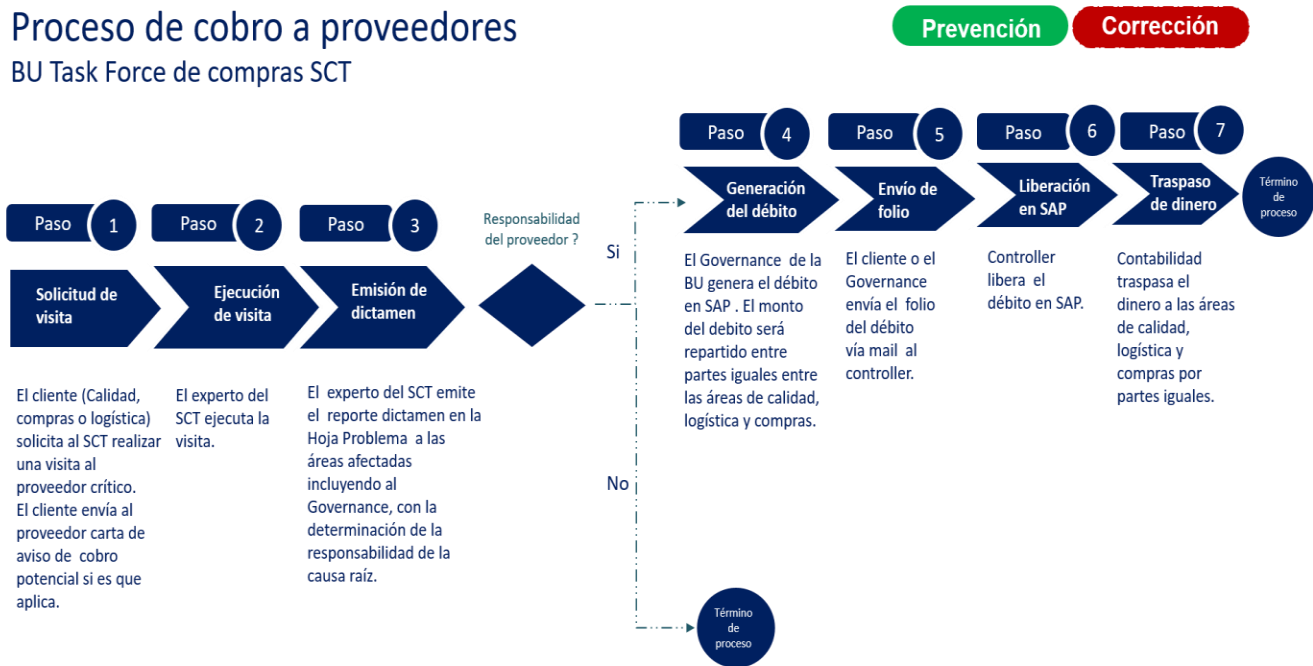 Proceso de cobro a proveedores
BU Task Force de compras SCT
Prevención
Corrección
Paso 1
Solicitud de
visita
El cliente (Calidad,
compras o logística)
solicita al SCT realizar
una visita al
proveedor crítico.
El cliente envía al
proveedor carta de
aviso de cobro
potencial si es que
aplica.
Paso 2
Ejecución
de visita
El experto del
SCT ejecuta la
visita.
Paso 3
Emisión de
dictamen
El experto del SCT emite
el reporte dictamen en la
Hoja Problema a las
áreas afectadas
incluyendo al
Governance, con la
determinación de la
responsabilidad de la
causa raíz.
Responsabilidad
del proveedor ?
Si
No
Paso 4
Generación
del débito
El Governance de la
BU genera el débito
en SAP . El monto
del debito será
repartido entre
partes iguales entre
las áreas de calidad,
logística y compras.
Paso 5
Envío de
folio
El cliente o el
Governance
envía el folio
del débito
vía mail al
controller.
Paso 6
Liberación
en SAP
Controller
libera el
débito en SAP.
Paso 7
Traspaso
de dinero
Contabilidad
traspasa el
dinero a las áreas
de calidad,
logística y
compras por
partes iguales.
Término
de
proceso
Término
de
proceso